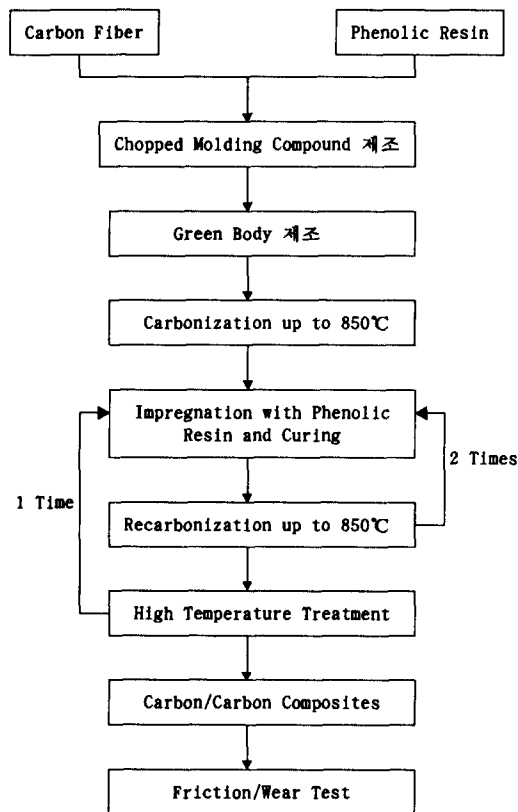 Carbon Fiber
Phenolic Resin
Chopped Molding Compound 제조
Green Body 제조
Carbonization up to 850℃
Impregnation with Phenolic
Resin and Curing
2 Times
1 Time
Recarbonization up to 850℃
High Temperature Treatment
Carbon/Carbon Composites
Friction/Wear Test